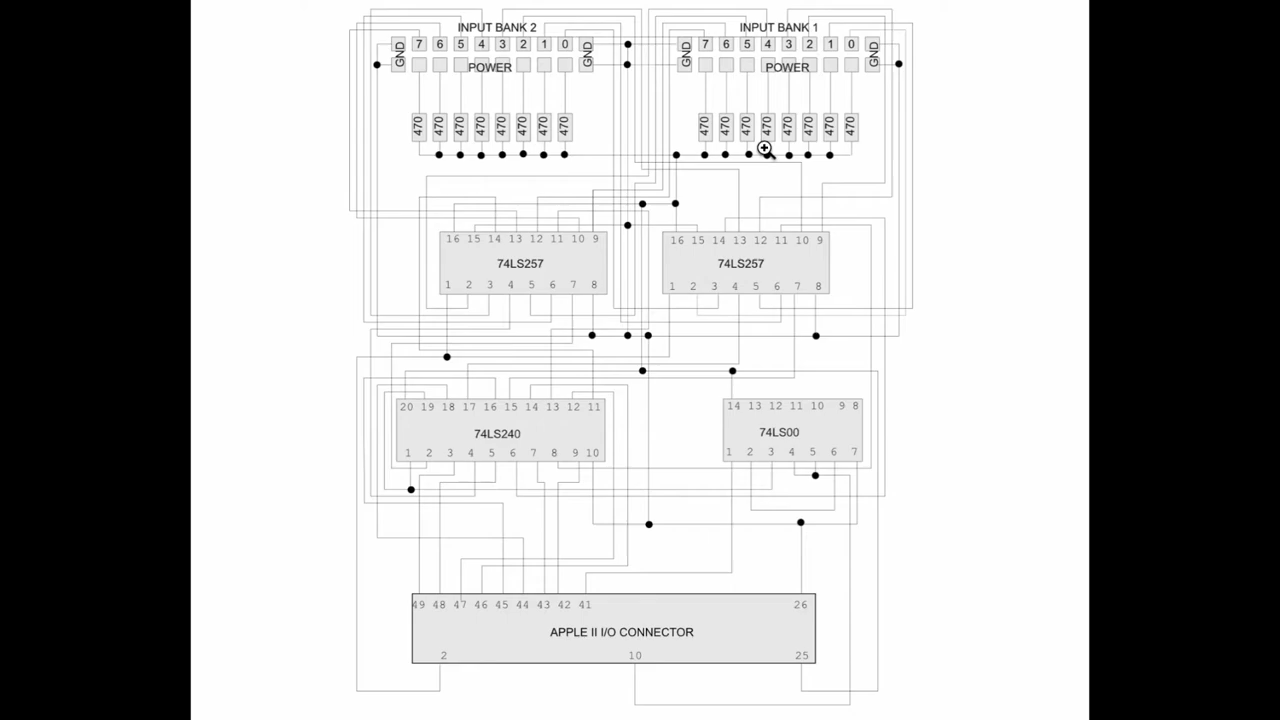 INPUT BANK 2 INPUT BANK 1
GND 7 6 5 4 3 2 1 0 GND GND 7 6 5 4 3 2 1 0 GND
POWER POWER
470 470 470 470 470 470 470 470 470 470 470 470 470 470 470 470
16 15 14 13 12 11 10 9 16 15 14 13 12 11 10 9
74LS257 74LS257
1 2 3 4 5 6 7 8 1 2 3 4 5 6 7 8
20 19 18 17 16 15 14 13 12 11 14 13 12 11 10 9 8
74LS240 74LS00
1 2 3 4 5 6 7 8 9 10 1 2 3 4 5 6 7
49 48 47 46 45 44 43 42 41 26
APPLE II I/O CONNECTOR
2 10 25